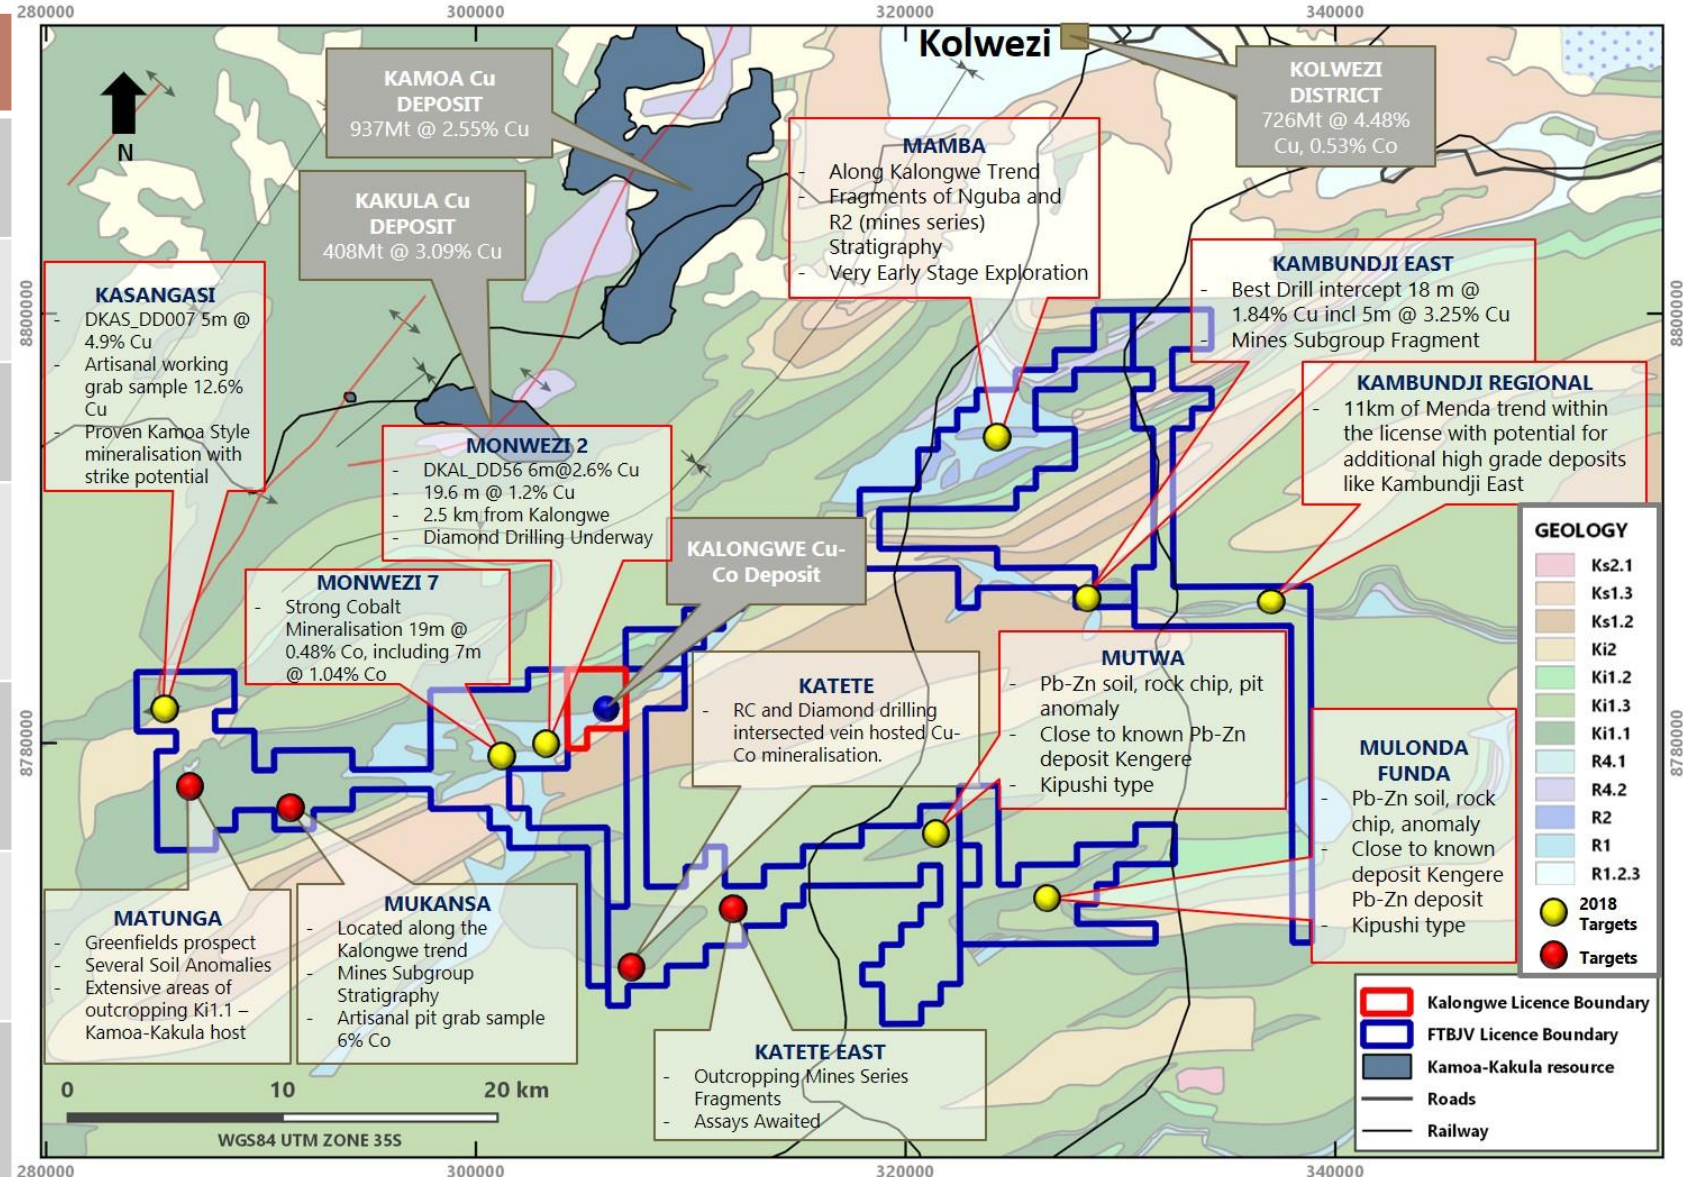 280000
300000
320000
340000
Kolwezi
N
KAMOA Cu
DEPOSIT
937Mt @ 2.55% Cu
KOLWEZI
DISTRICT
726Mt @ 4.48%
Cu, 0.53% Co
KAKULA Cu
DEPOSIT
408Mt @ 3.09% Cu
MAMBA
- Along Kalongwe Trend
- Fragments of Nguba and
R2 (mines series)
Stratigraphy
- Very Early Stage Exploration
KASANGASI
- DKAS_DD007 5m @
4.9% Cu
- Artisanal working
grab sample 12.6%
Cu
- Proven Kamoa Style
mineralisation with
strike potential
KAMBUNDJI EAST
- Best Drill intercept 18 m @
1.84% Cu incl 5m @ 3.25% Cu
- Mines Subgroup Fragment
8800000
8800000
KAMBUNDJI REGIONAL
- 11km of Menda trend within
the license with potential for
additional high grade deposits
like Kambundji East
MONWEZI 2
- DKAL_DD56 6m@2.6% Cu
- 19.6 m @ 1.2% Cu
- 2.5 km from Kalongwe
- Diamond Drilling Underway
KALONGWE Cu-
Co Deposit
MONWEZI 7
- Strong Cobalt
Mineralisation 19m @
0.48% Co, including 7m
@ 1.04% Co
KATETE
- RC and Diamond drilling
intersected vein hosted Cu-
Co mineralisation.
MUTWA
- Pb-Zn soil, rock chip, pit
anomaly
- Close to known Pb-Zn
deposit Kengere
- Kipushi type
MULONDA
FUNDA
- Pb-Zn soil, rock
chip, anomaly
- Close to known
deposit Kengere
Pb-Zn deposit
- Kipushi type
8780000
8780000
MATUNGA
- Greenfields prospect
- Several Soil Anomalies
- Extensive areas of
outcropping Ki1.1 –
Kamoa-Kakula host
MUKANSA
- Located along the
Kalongwe trend
- Mines Subgroup
Stratigraphy
- Artisanal pit grab sample
6% Co
KATETE EAST
- Outcropping Mines Series
Fragments
- Assays Awaited
GEOLOGY
Ks2.1
Ks1.3
Ks1.2
Ki2
Ki1.2
Ki1.3
Ki1.1
R4.1
R4.2
R2
R1
R1.2.3
2018
Targets
Targets
Kalongwe Licence Boundary
FTBJV Licence Boundary
Kamoa-Kakula resource
Roads
Railway
0 10 20 km
WGS84 UTM ZONE 35S
280000
300000
320000
340000